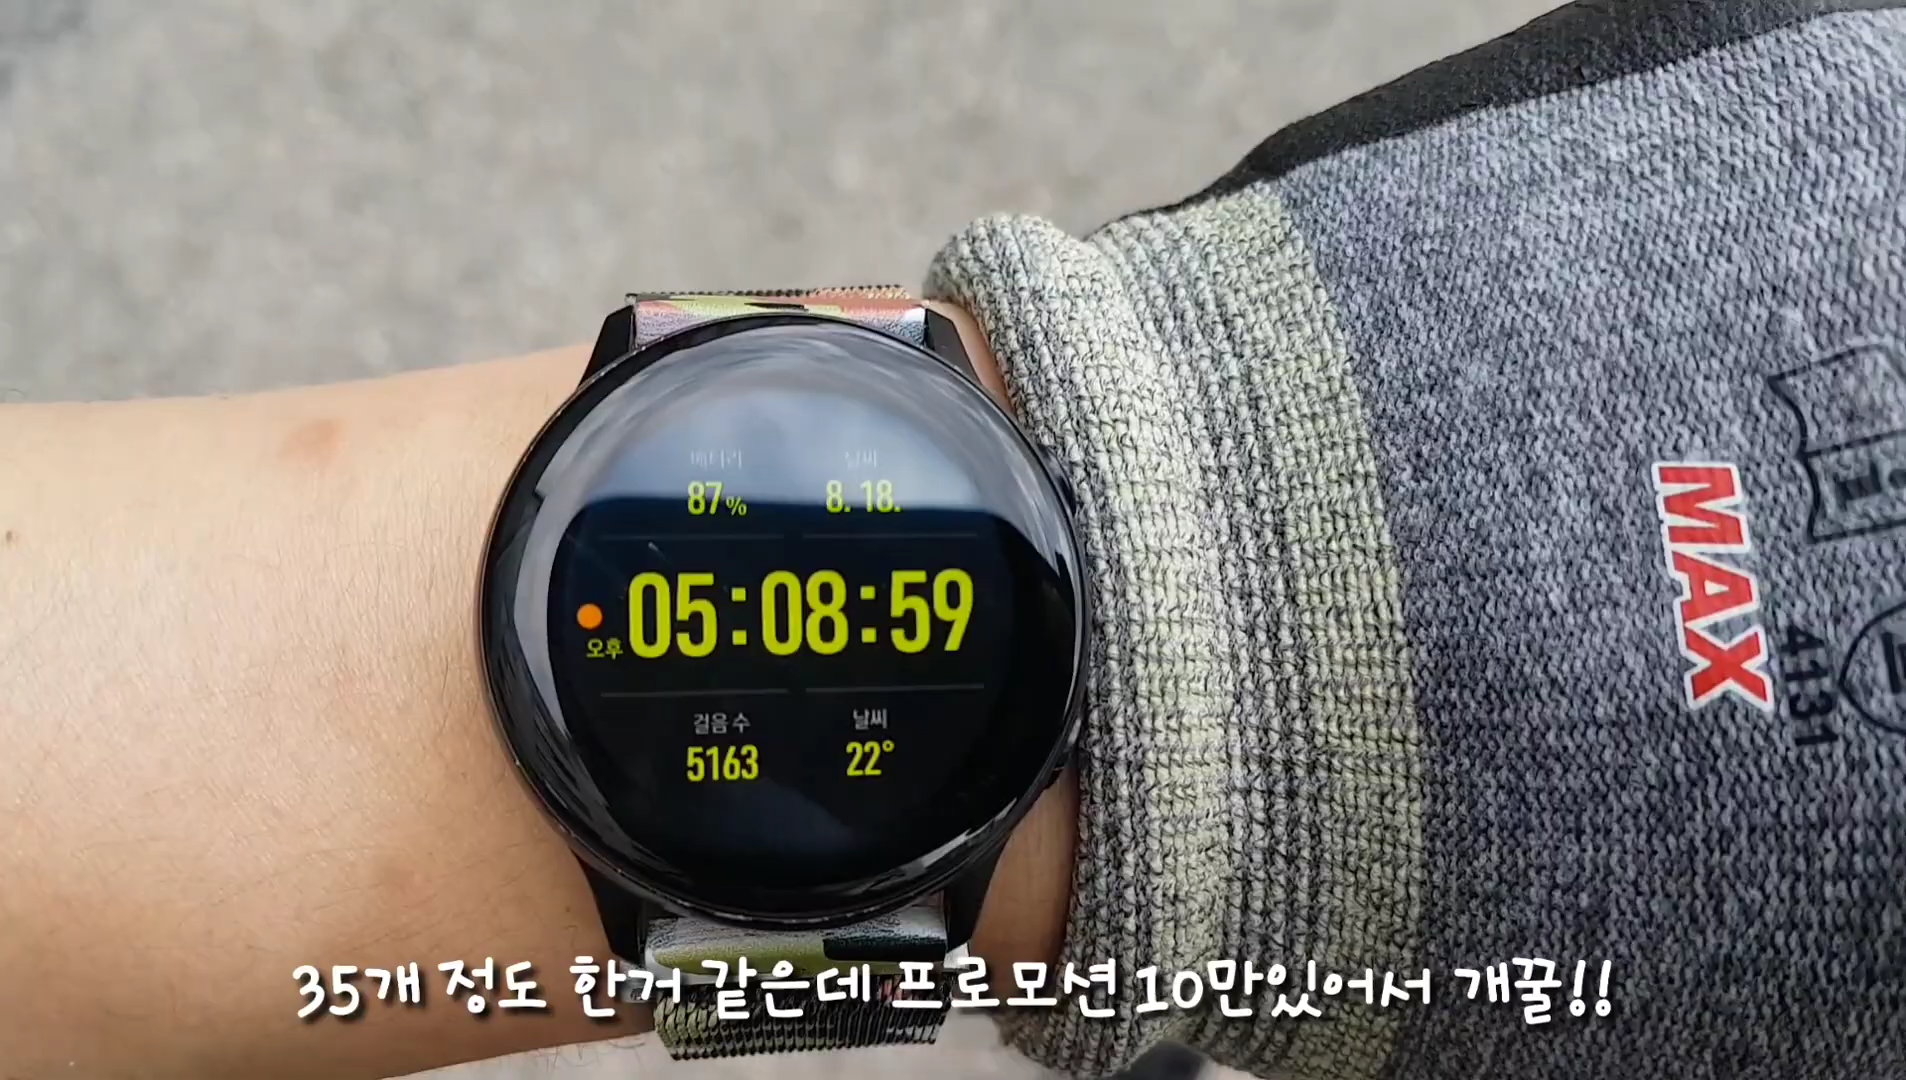 배터리
날씨
87%
8. 18.
오후 05:08:59
걸음 수
날씨
5163
22°
MAX
4131
35개 정도 한거 같은데 프로모션 10만있어서 개꿀!!